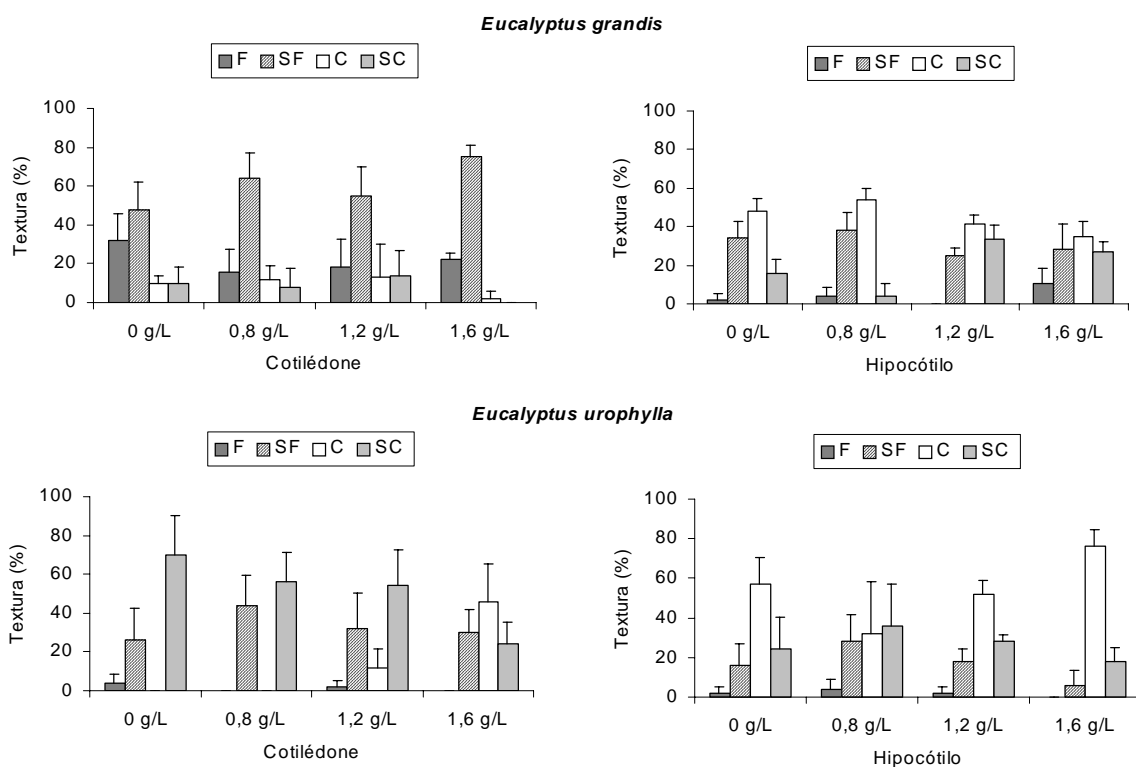 Eucalyptus grandis
F SF C SC
Textura (%)
100
80
60
40
20
0
0 g/L 0,8 g/L 1,2 g/L 1,6 g/L
Cotilédone
F SF C SC
Textura (%)
100
80
60
40
20
0
0 g/L 0,8 g/L 1,2 g/L 1,6 g/L
Hipocótilo
Eucalyptus urophylla
F SF C SC
Textura (%)
100
80
60
40
20
0
0 g/L 0,8 g/L 1,2 g/L 1,6 g/L
Cotilédone
F SF C SC
Textura (%)
100
80
60
40
20
0
0 g/L 0,8 g/L 1,2 g/L 1,6 g/L
Hipocótilo